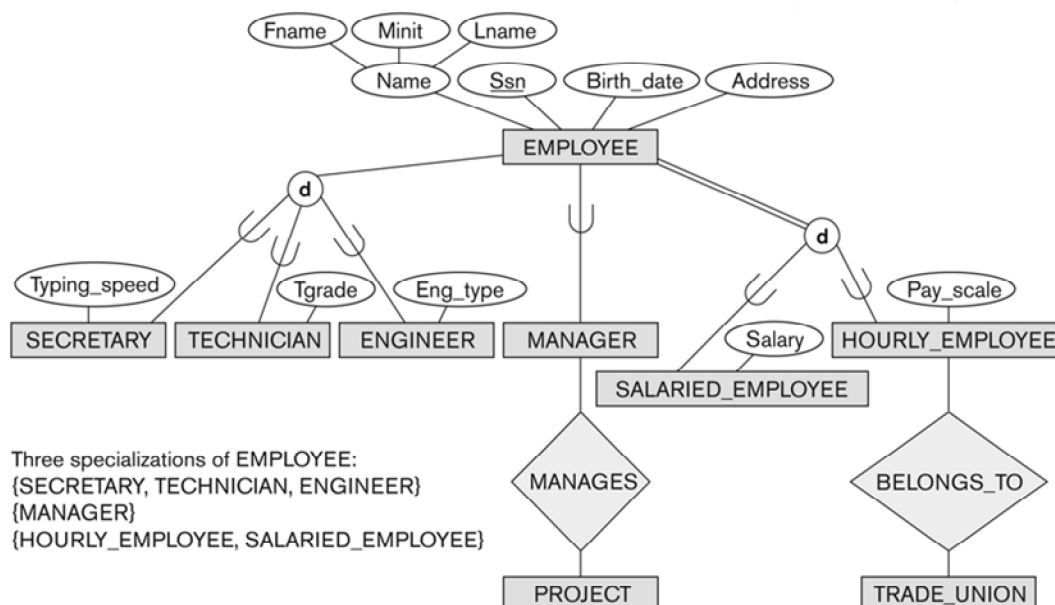 Fname Minit Lname
Name Ssn Birth_date Address
EMPLOYEE
d
d
Typing_speed Tgrade Eng_type Pay_scale
SECRETARY TECHNICIAN ENGINEER MANAGER Salary HOURLY_EMPLOYEE
SALARIED_EMPLOYEE
Three specializations of EMPLOYEE:
{SECRETARY, TECHNICIAN, ENGINEER}
{MANAGER}
{HOURLY_EMPLOYEE, SALARIED_EMPLOYEE}
MANAGES BELONGS_TO
PROJECT TRADE_UNION